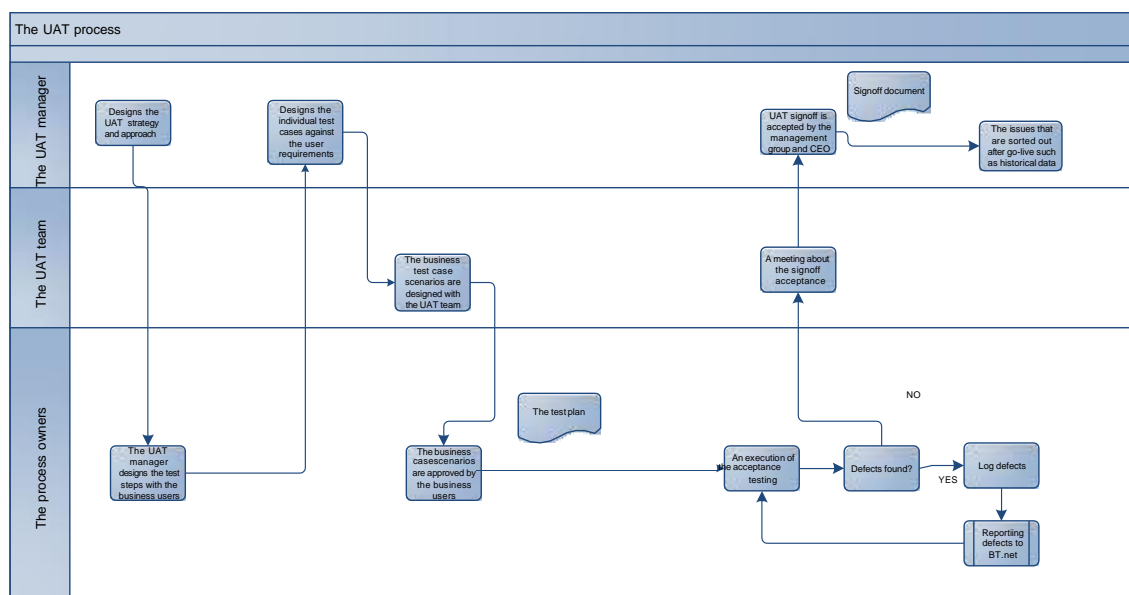 The UAT process
The UAT manager
Designs the
UAT strategy
and approach
Designs the
individual test
cases against
the user
requirements
UAT signoff is
accepted by the
management
group and CEO
Signoff document
The issues that
are sorted out
after go-live such
as historical data
The UAT team
The business
test case
scenarios are
designed with
the UAT team
A meeting about
the signoff
acceptance
The process owners
The UAT
manager
designs the test
steps with the
business users
The business
casescenarios
are approved by
the business
users
The test plan
An execution of
the acceptance
testing
Defects found?
NO
YES
Log defects
Reportiing
defects to
BT.net